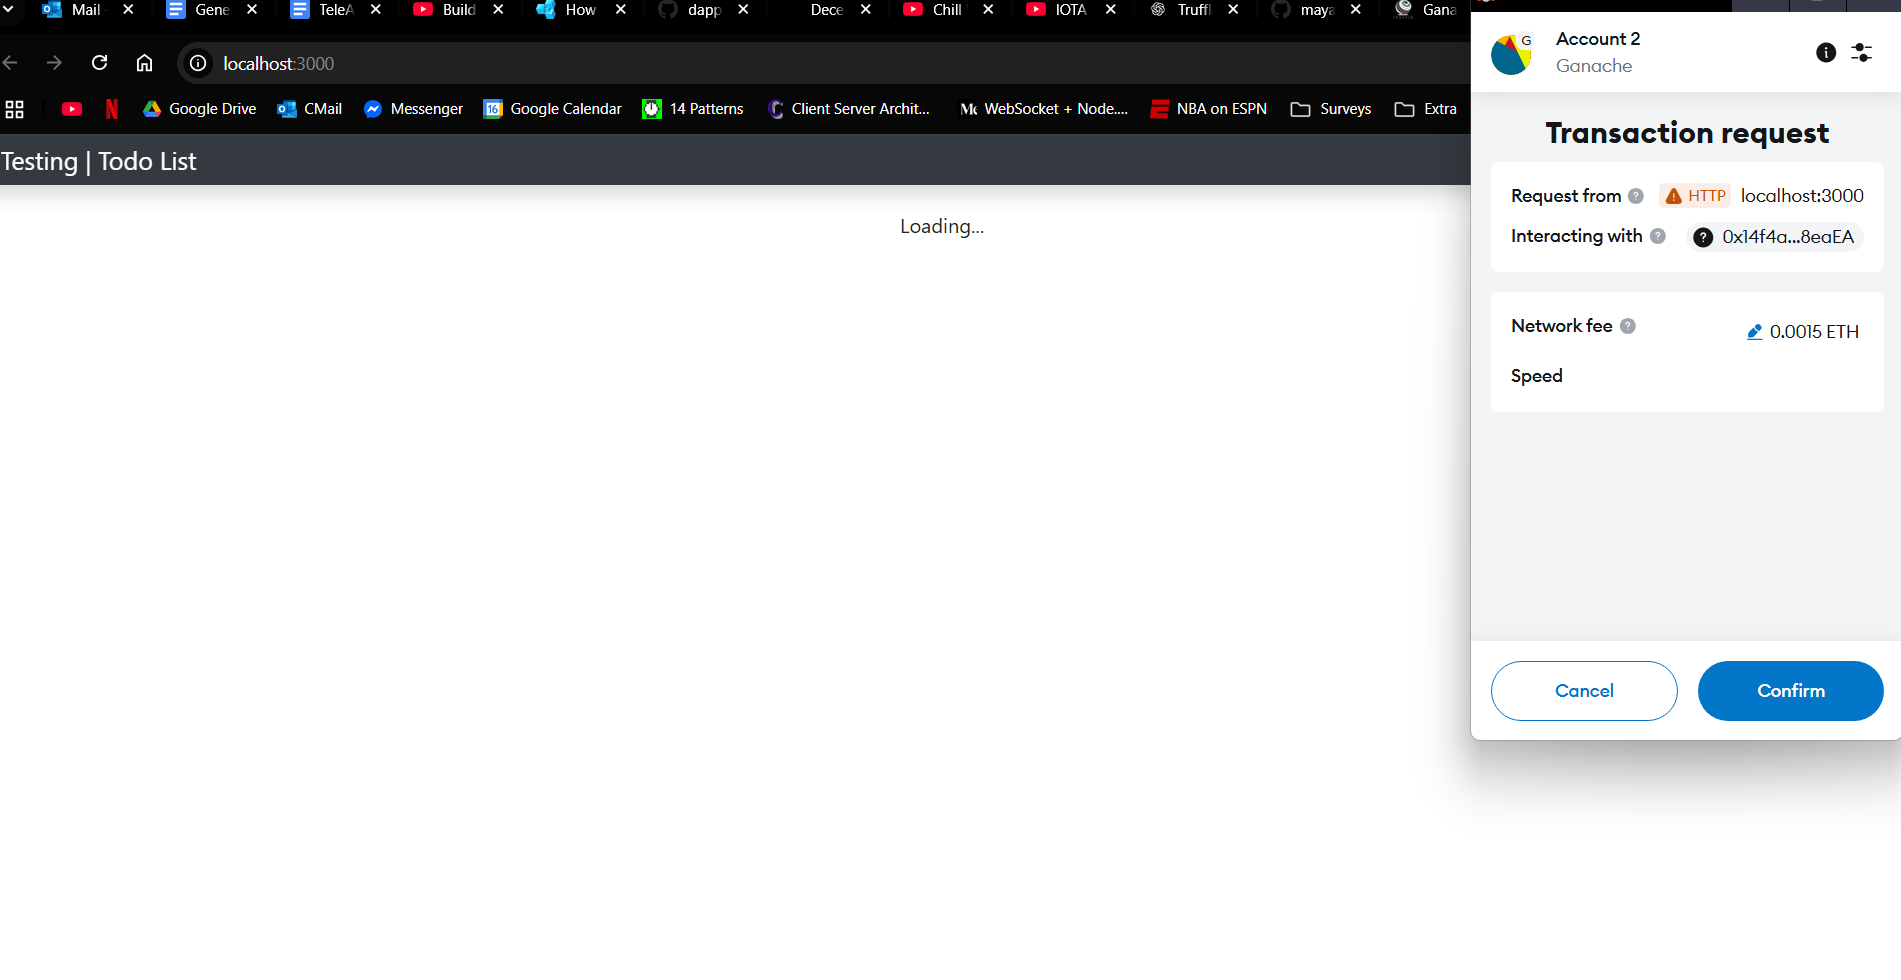 Mail
Gene
TeleA
Build
How
dapp
Dece
Chill
IOTA
Truffl
maya
Gana
localhost:3000
Google Drive
CMail
Messenger
16
Google Calendar
14 Patterns
Client Server Archit...
WebSocket + Node....
NBA on ESPN
Surveys
Extra
Testing | Todo List
Loading...
G
Account 2
Ganache
Transaction request
Request from ? HTTP localhost:3000
Interacting with ? ? 0x14f4a...8eaEA
Network fee ? 0.0015 ETH
Speed
Cancel
Confirm